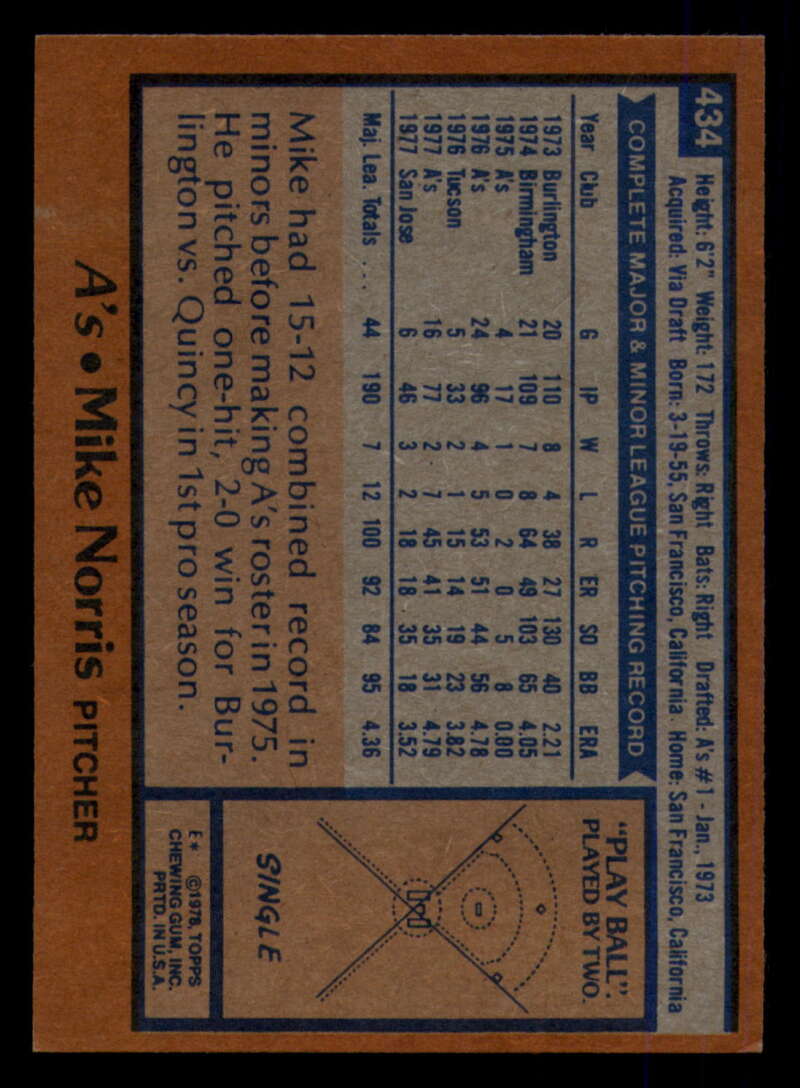 434
Height: 6'2" Weight: 172 Throws: Right Bats: Right Drafted: A's #1 - Jan., 1973
Acquired: Via Draft Born: 3-19-55, San Francisco, California Home: San Francisco, California
COMPLETE MAJOR & MINOR LEAGUE PITCHING RECORD
Year Club G IP W L R ER SO BB ERA
1973 Burlington 20 110 8 4 38 27 130 40 2.21
1974 Birmingham 21 109 7 8 64 49 103 65 4.05
1975 A's 4 17 1 0 2 0 5 8 0.00
1976 A's 24 96 4 5 53 51 44 56 4.78
1976 Tucson 5 33 2 1 15 14 19 23 3.82
1977 A's 16 77 2 7 45 41 35 31 4.79
1977 San Jose 6 46 3 2 18 18 35 18 3.52
Maj. Lea. Totals . . . 44 190 7 12 100 92 84 95 4.36
Mike had 15-12 combined record in
minors before making A's roster in 1975.
He pitched one-hit, 2-0 win for Bur-
lington vs. Quincy in 1st pro season.
"PLAY BALL".
PLAYED BY TWO.
SINGLE
E* ©1978, TOPPS
CHEWING GUM, INC.
PRTD. IN U.S.A.
A's • Mike Norris PITCHER